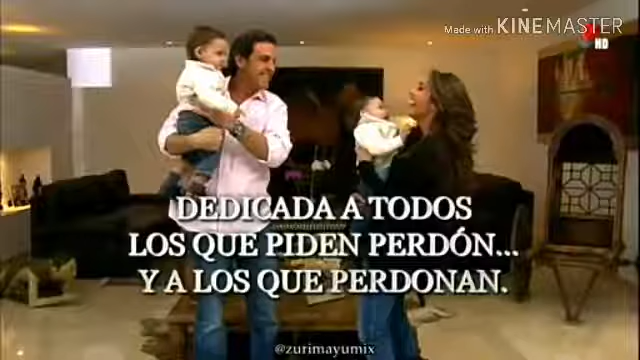 Made with KINEMASTER
HD
DEDICADA A TODOS
LOS QUE PIDEN PERDÓN...
Y A LOS QUE PERDONAN.
@zurimayumix